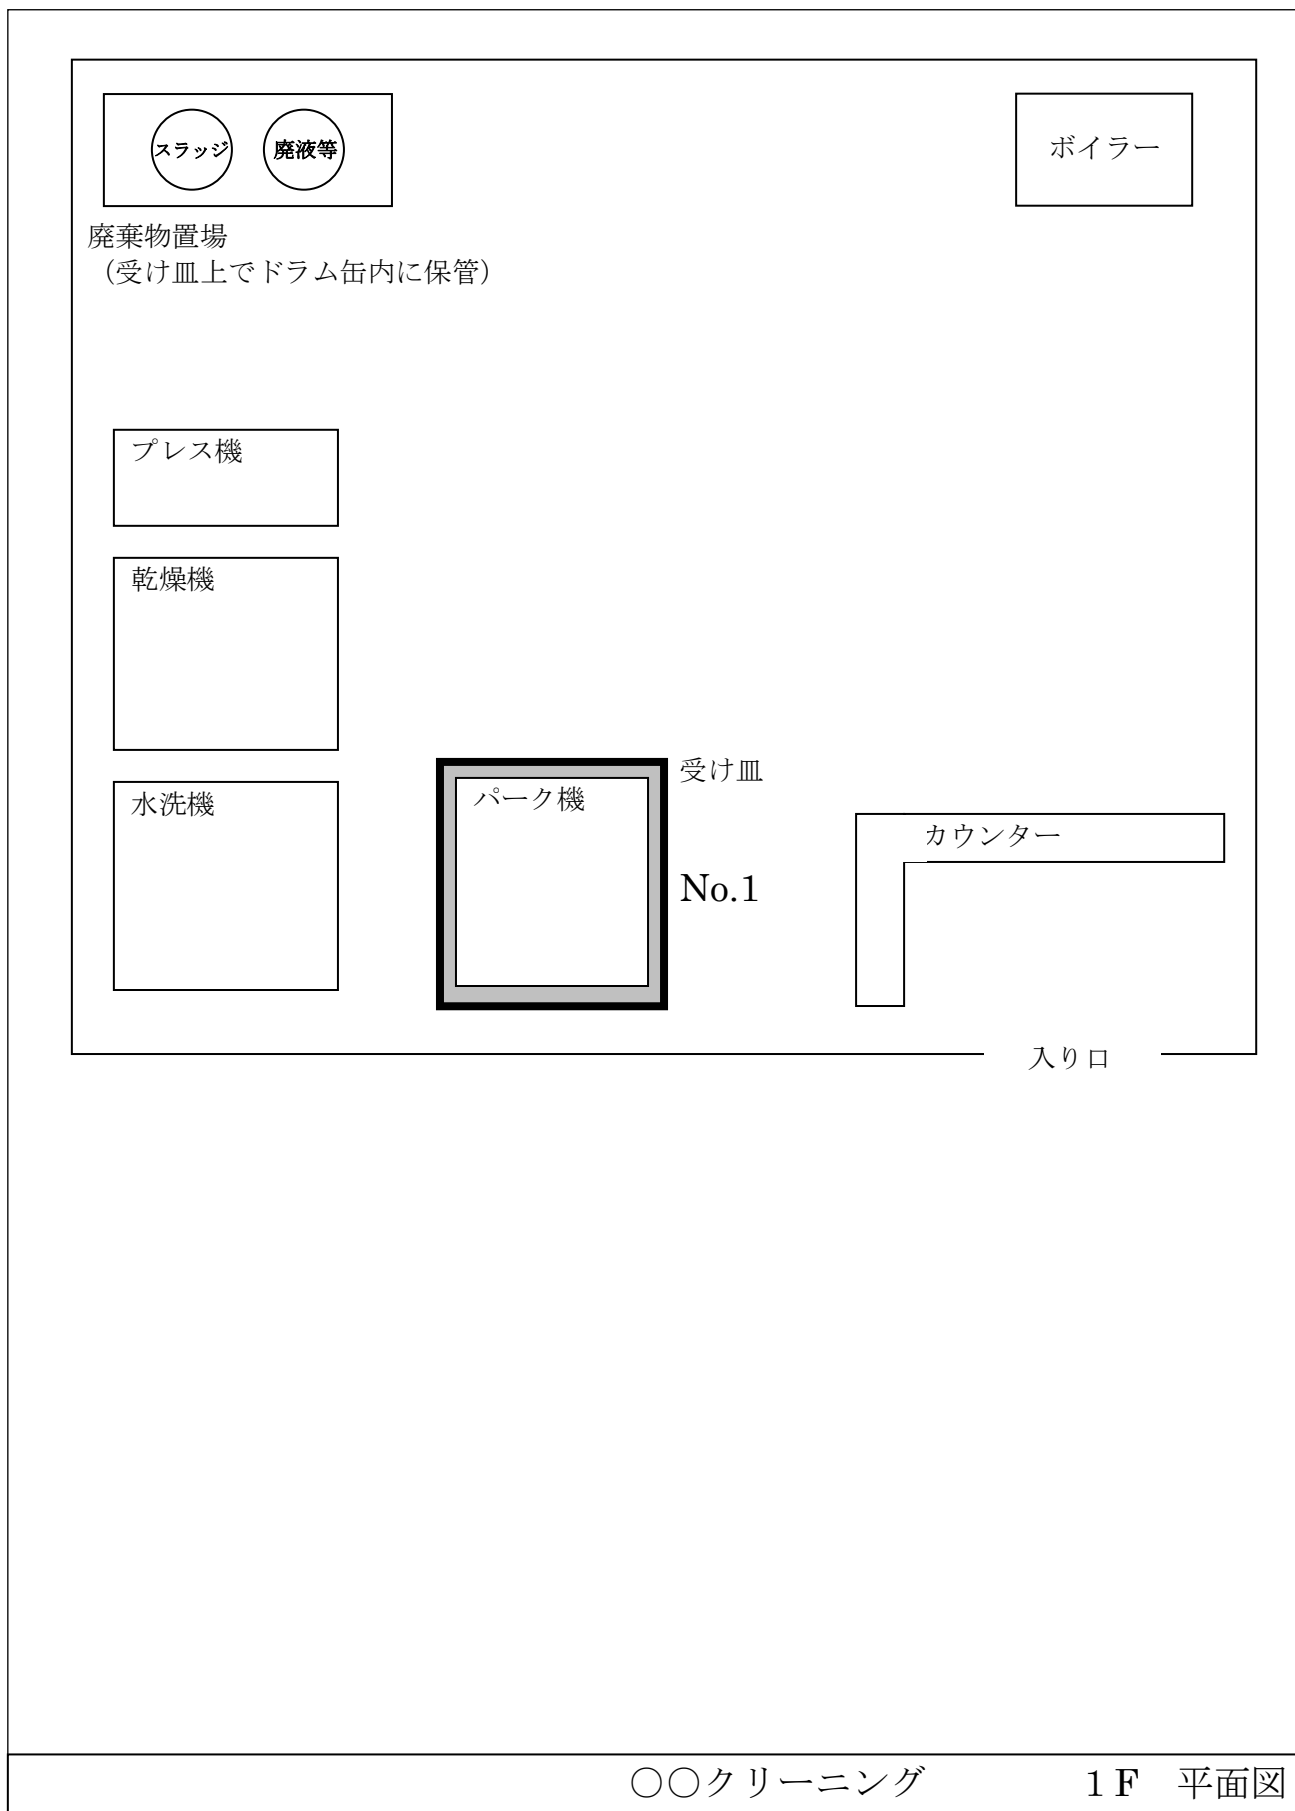 スラッジ
廃液等
ボイラー
廃棄物置場
（受け皿上でドラム缶内に保管）
プレス機
乾燥機
受け皿
水洗機
パーク機
カウンター
No.1
入り口
○○クリーニング　１Ｆ　平面図